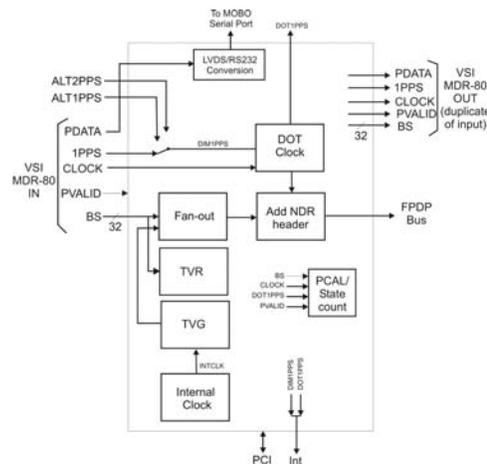 To MOBO
Serial Port
DOT1PPS
LVDS/RS232
Conversion
ALT2PPS
ALT1PPS
PDATA
1PPS
CLOCK
PVALID
BS
32
VSI
MDR-80
IN
DIM1PPS
DOT
Clock
PDATA
1PPS
CLOCK
PVALID
BS
32
VSI
MDR-80
OUT
(duplicate
of input)
Fan-out
Add NDR
header
FPDP
Bus
TVR
TVG
INTCLK
Internal
Clock
BS
CLOCK
DOT1PPS
PVALID
PCAL/
State
count
DIM1PPS
DOT1PPS
PCI
Int